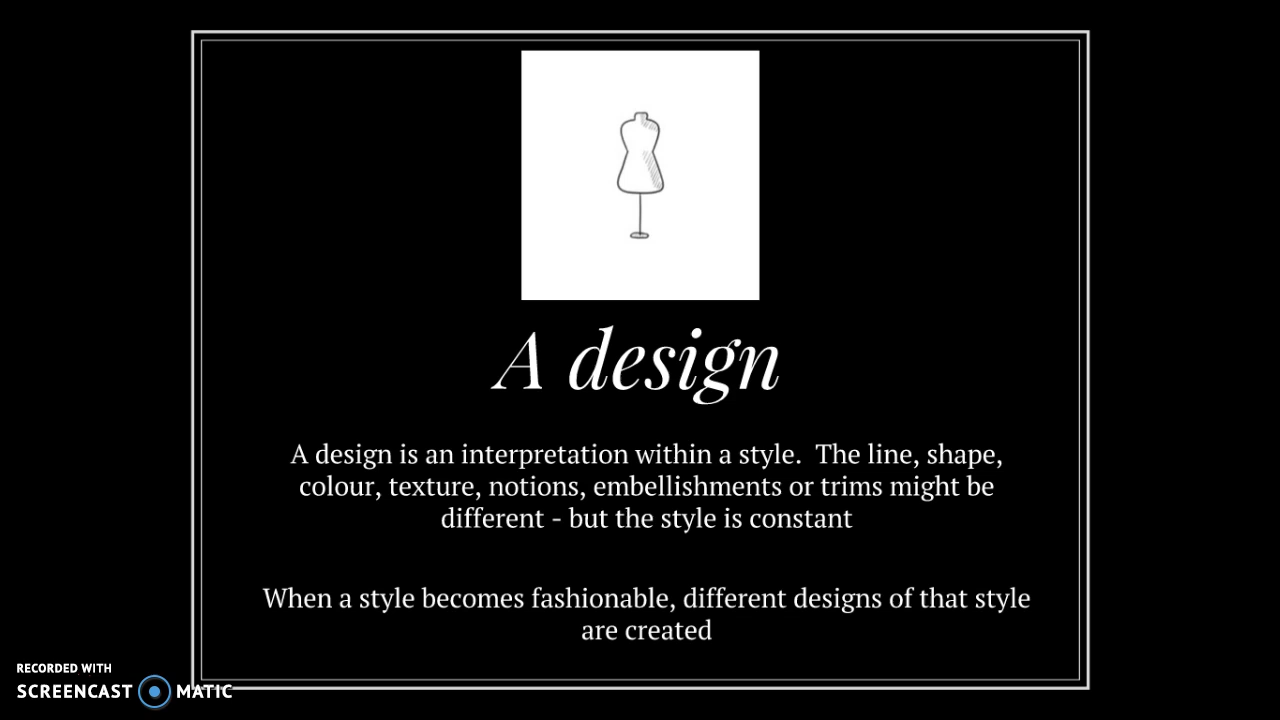 A design
A design is an interpretation within a style.  The line, shape,
colour, texture, notions, embellishments or trims might be
different - but the style is constant
When a style becomes fashionable, different designs of that style
are created
RECORDED WITH
SCREENCAST MATIC